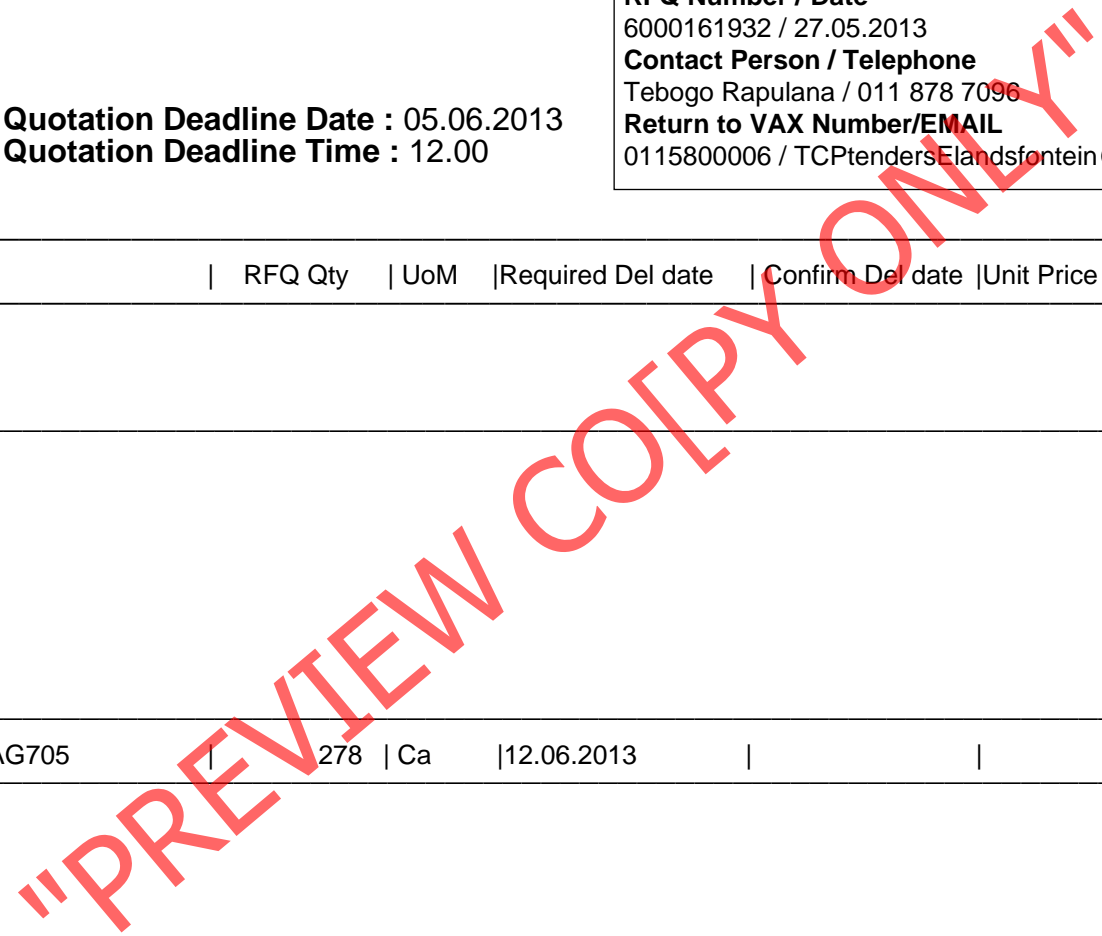 RFQ Number / Date
6000161932 / 27.05.2013
Contact Person / Telephone
Tebogo Rapulana / 011 878 7096
Quotation Deadline Date : 05.06.2013
Return to VAX Number/EMAIL
Quotation Deadline Time : 12.00
0115800006 / TCPtendersElandsfontein
| RFQ Qty | UoM |Required Del date | Confirm Del date |Unit Price
AG705 | 278 | Ca |12.06.2013 | |
"PREVIEW CO[PY ONLY"